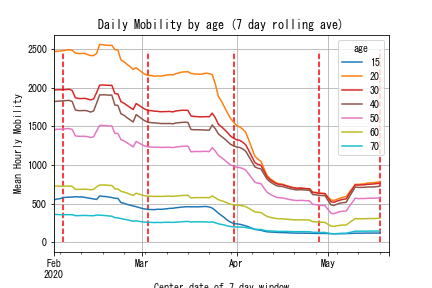 Daily Mobility by age (7 day rolling ave)
Mean Hourly Mobility
2500
2000
1500
1000
500
0
age
15
20
30
40
50
60
70
Feb
2020
Mar
Apr
May
Center date of 7 day window